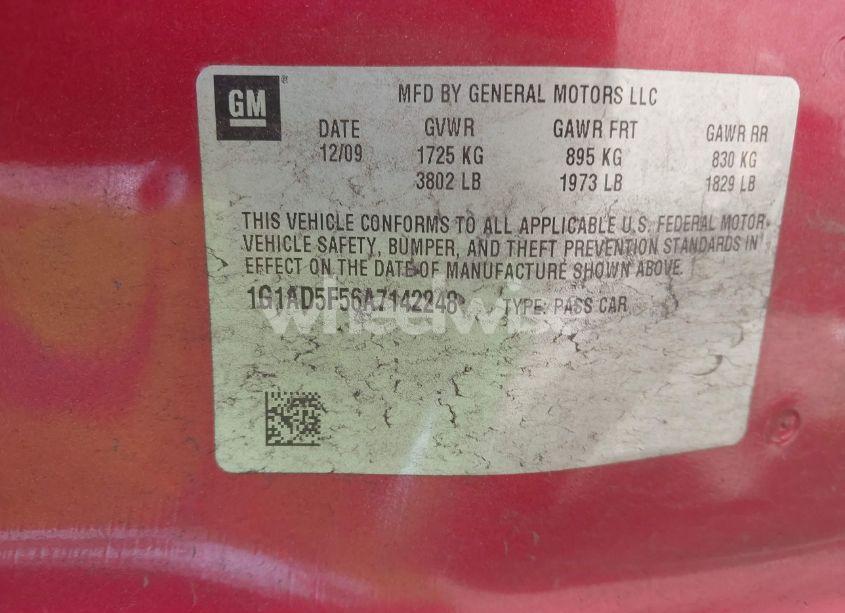 GM ®
MFD BY GENERAL MOTORS LLC
DATE GVWR GAWR FRT GAWR RR
12/09 1725 KG 895 KG 830 KG
3802 LB 1973 LB 1829 LB
THIS VEHICLE CONFORMS TO ALL APPLICABLE U.S. FEDERAL MOTOR
VEHICLE SAFETY, BUMPER, AND THEFT PREVENTION STANDARDS IN
EFFECT ON THE DATE OF MANUFACTURE SHOWN ABOVE.
1G1AD5F56A7142248 TYPE: PASS CAR
wheelwise